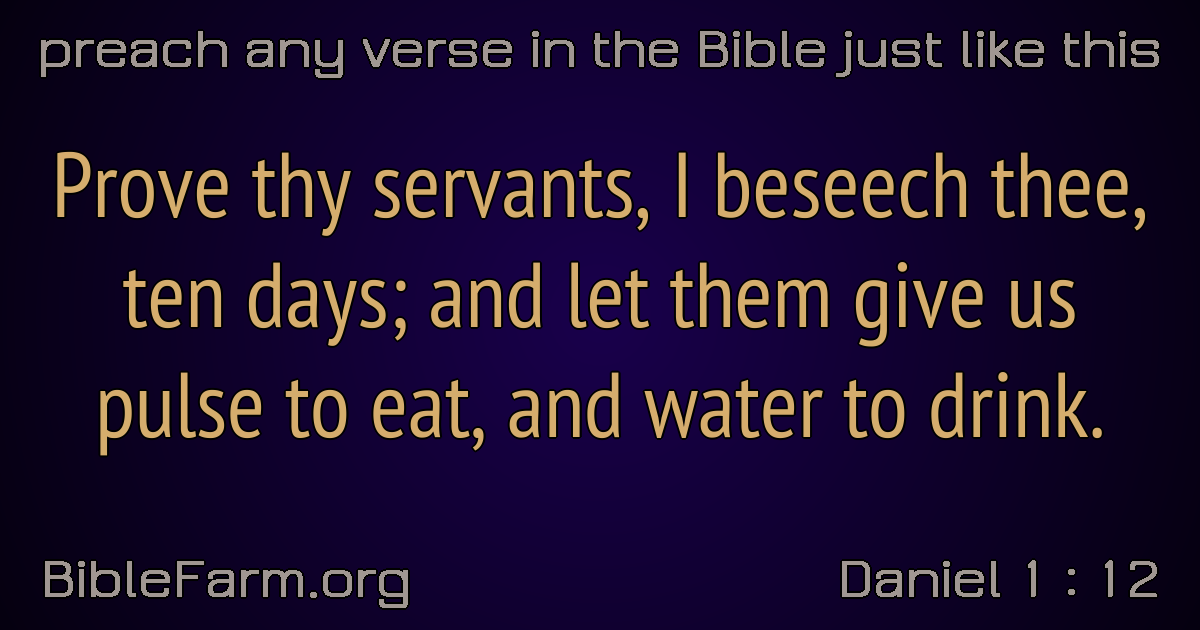 preach any verse in the Bible just like this
Prove thy servants, I beseech thee,
ten days; and let them give us
pulse to eat, and water to drink.
BibleFarm.org
Daniel 1 : 12